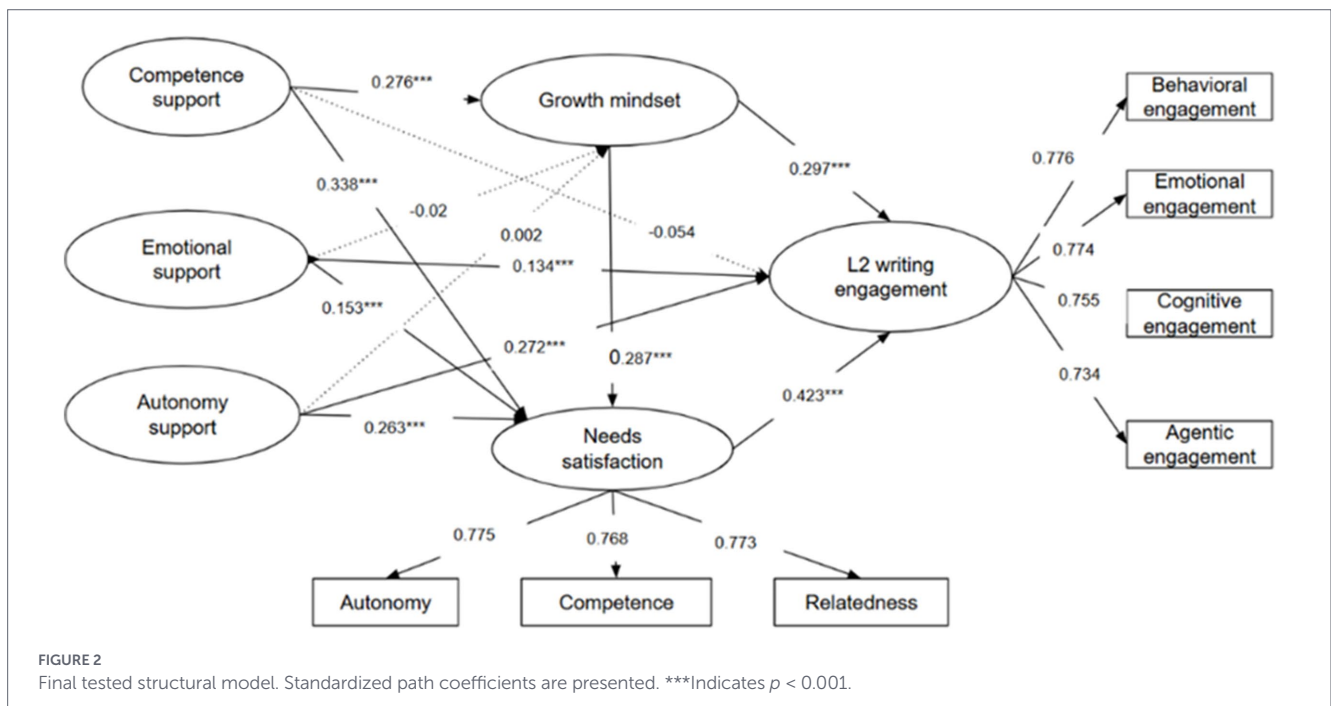 Competence
support
0.276***
Growth mindset
Behavioral
engagement
0.776
0.297***
0.338***
-0.02
Emotional
engagement
0.002
-0.054
0.774
Emotional
support
0.134***
L2 writing
engagement
0.755
Cognitive
engagement
0.153***
0.272***
0.287***
0.734
Autonomy
support
0.263***
0.423***
Needs
satisfaction
Agentic
engagement
0.775
0.768
0.773
Autonomy
Competence
Relatedness
FIGURE 2
Final tested structural model. Standardized path coefficients are presented. ***Indicates p < 0.001.